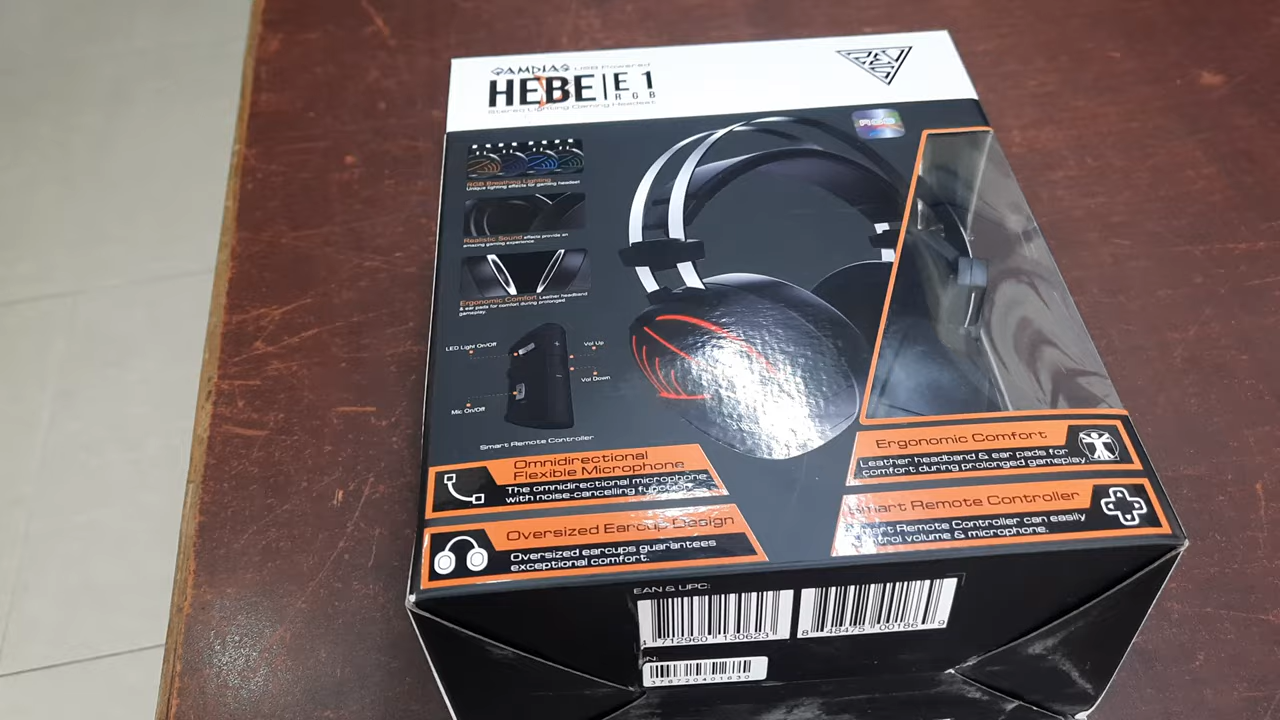 GAMDIAS USB Powered
HEBE | E1
RGB
Stereo Lighting Gaming Headset
RGB
RGB Breathing Lighting
Unique lighting effects for gaming headset
Realistic Sound effects provide an
amazing gaming experience.
Ergonomic Comfort Leather headband
& ear pads for comfort during prolonged
gameplay.
LED Light On/Off
Vol Up
Vol Down
Mic On/Off
Smart Remote Controller
Omnidirectional
Flexible Microphone
The omnidirectional microphone
with noise-cancelling function.
Oversized Earcup Design
Oversized earcups guarantees
exceptional comfort.
Ergonomic Comfort
Leather headband & ear pads for
comfort during prolonged gameplay.
Smart Remote Controller
Smart Remote Controller can easily
control volume & microphone.
EAN & UPC:
4 712960 130623
8 48475 00186 9
N:
376720401630